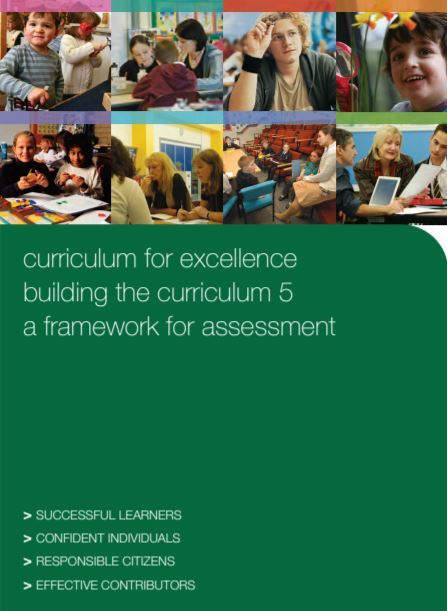 curriculum for excellence
building the curriculum 5
a framework for assessment
> SUCCESSFUL LEARNERS
> CONFIDENT INDIVIDUALS
> RESPONSIBLE CITIZENS
> EFFECTIVE CONTRIBUTORS